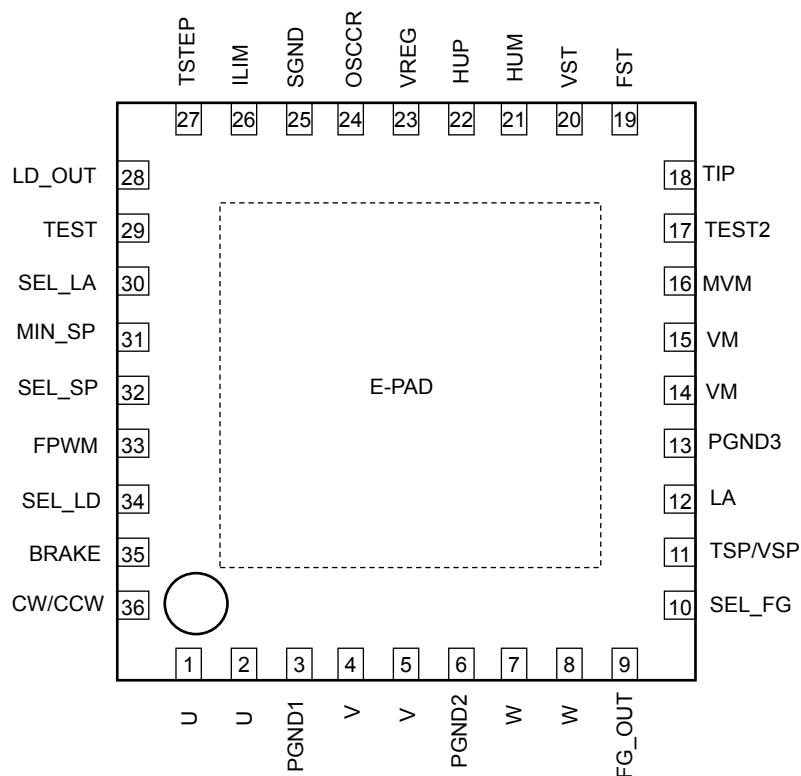 TSTEP
ILIM
SGND
OSCCR
VREG
HUP
HUM
VST
FST
27 26 25 24 23 22 21 20 19
LD_OUT 28 18 TIP
TEST 29 17 TEST2
SEL_LA 30 16 MVM
MIN_SP 31 15 VM
SEL_SP 32 E-PAD 14 VM
FPWM 33 13 PGND3
SEL_LD 34 12 LA
BRAKE 35 11 TSP/VSP
CW/CCW 36 10 SEL_FG
1 2 3 4 5 6 7 8 9
U
U
PGND1
V
V
PGND2
W
W
FG_OUT